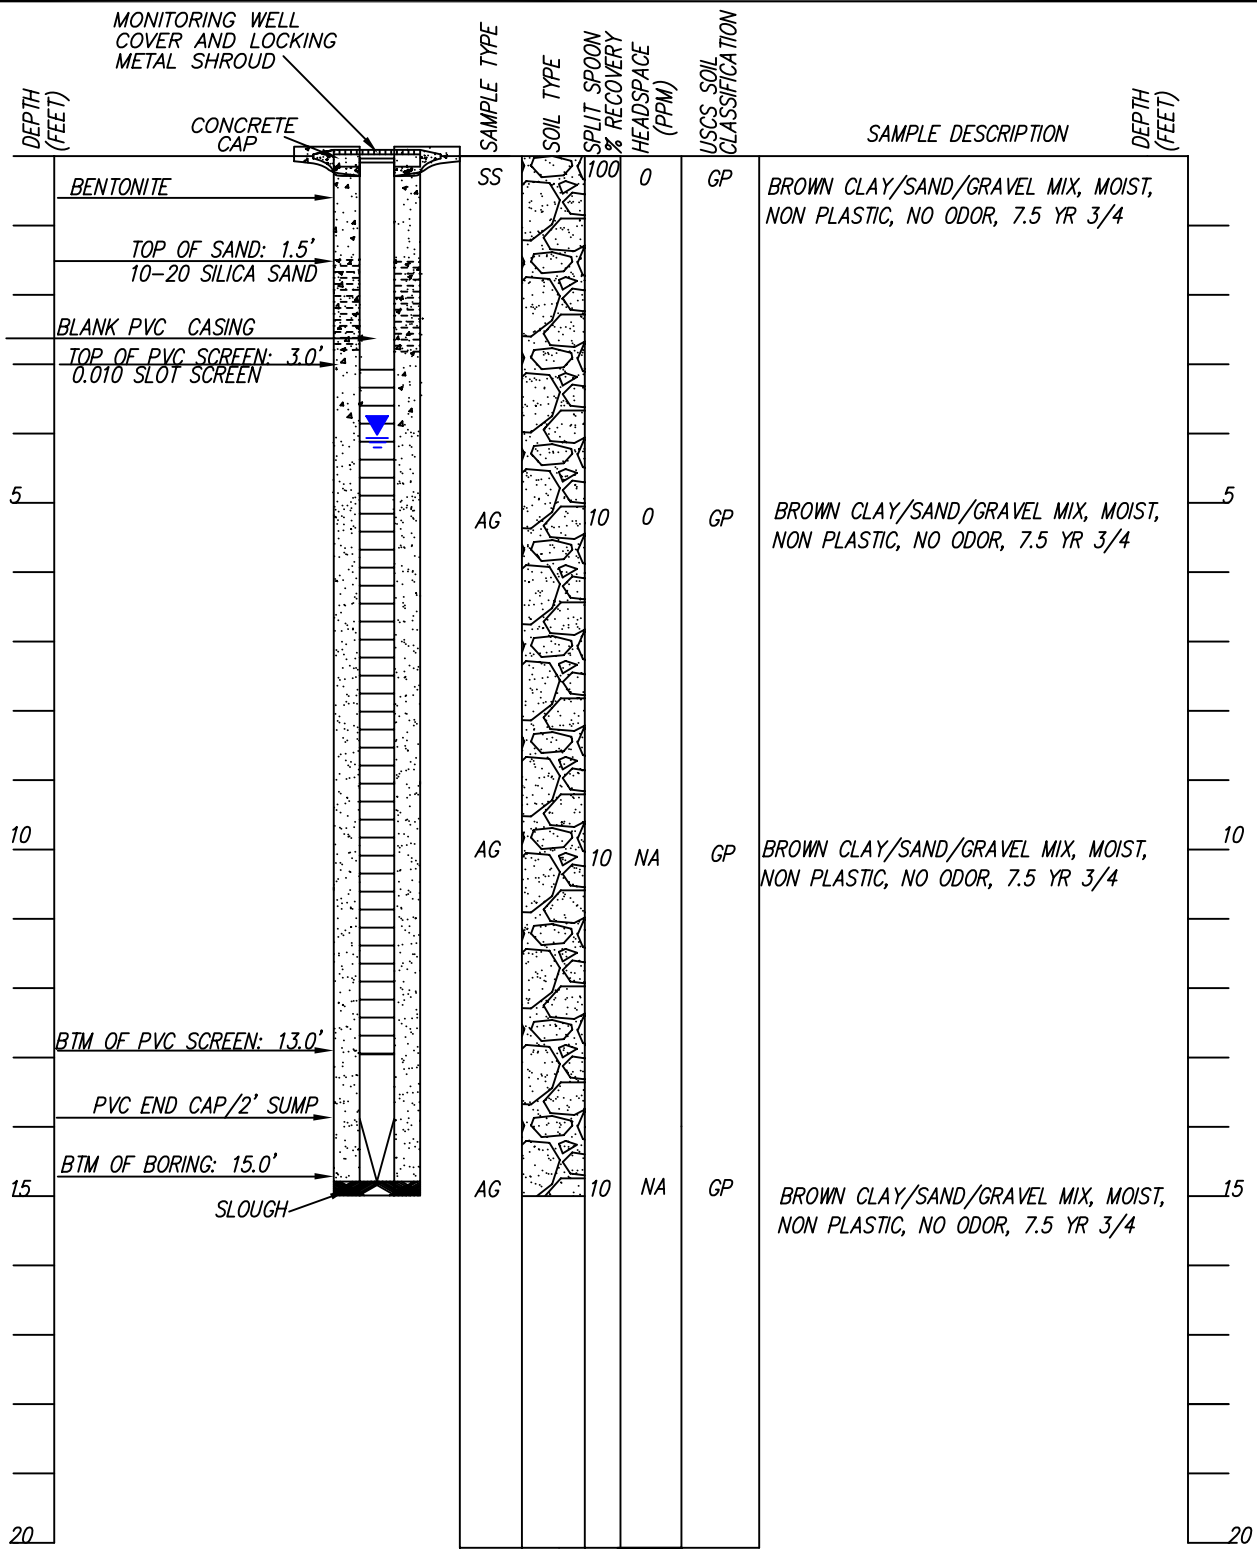 MONITORING WELL
COVER AND LOCKING
METAL SHROUD
DEPTH
(FEET)
CONCRETE
CAP
SAMPLE TYPE
SOIL TYPE
SPLIT SPOON
% RECOVERY
HEADSPACE
(PPM)
USCS SOIL
CLASSIFICATION
SAMPLE DESCRIPTION
DEPTH
(FEET)
BENTONITE
SS
100
0
GP
BROWN CLAY/SAND/GRAVEL MIX, MOIST,
NON PLASTIC, NO ODOR, 7.5 YR 3/4
TOP OF SAND: 1.5'
10-20 SILICA SAND
BLANK PVC CASING
TOP OF PVC SCREEN: 3.0'
0.010 SLOT SCREEN
5
AG
10
0
GP
BROWN CLAY/SAND/GRAVEL MIX, MOIST,
NON PLASTIC, NO ODOR, 7.5 YR 3/4
5
10
AG
10
NA
GP
BROWN CLAY/SAND/GRAVEL MIX, MOIST,
NON PLASTIC, NO ODOR, 7.5 YR 3/4
10
BTM OF PVC SCREEN: 13.0'
PVC END CAP/2' SUMP
BTM OF BORING: 15.0'
15
SLOUGH
AG
10
NA
GP
BROWN CLAY/SAND/GRAVEL MIX, MOIST,
NON PLASTIC, NO ODOR, 7.5 YR 3/4
15
20
20